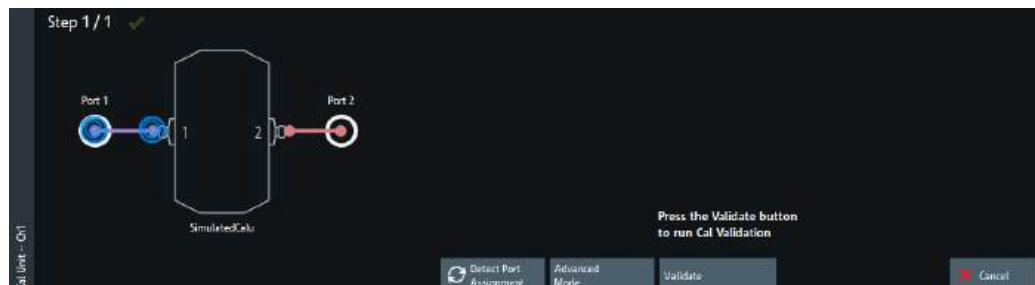 Step 1 / 1
Port 1
Port 2
1
2
SimulatedCalu
Press the Validate button
to run Cal Validation
Cal Unit – Ch1
Detect Port
Assignment
Advanced
Mode
Validate
Cancel